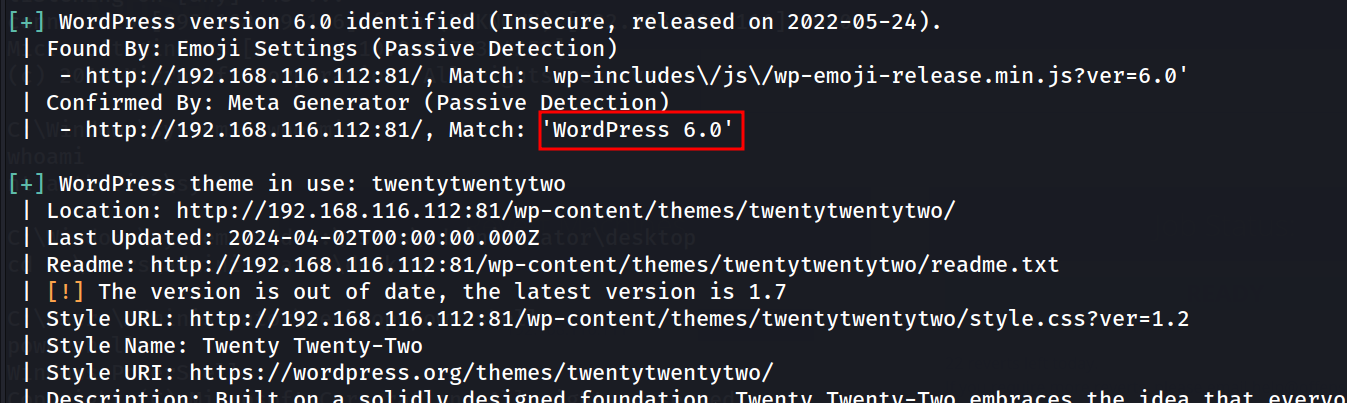 [+] WordPress version 6.0 identified (Insecure, released on 2022-05-24).
| Found By: Emoji Settings (Passive Detection)
|  - http://192.168.116.112:81/, Match: 'wp-includes\/js\/wp-emoji-release.min.js?ver=6.0'
| Confirmed By: Meta Generator (Passive Detection)
|  - http://192.168.116.112:81/, Match: 'WordPress 6.0'
whoami
[+] WordPress theme in use: twentytwentytwo
| Location: http://192.168.116.112:81/wp-content/themes/twentytwentytwo/
| Last Updated: 2024-04-02T00:00:00.000Z
| Readme: http://192.168.116.112:81/wp-content/themes/twentytwentytwo/readme.txt
| [!] The version is out of date, the latest version is 1.7
| Style URL: http://192.168.116.112:81/wp-content/themes/twentytwentytwo/style.css?ver=1.2
| Style Name: Twenty Twenty-Two
| Style URI: https://wordpress.org/themes/twentytwentytwo/
| Description: Built on a solidly designed foundation, Twenty Twenty-Two embraces the idea that everyo